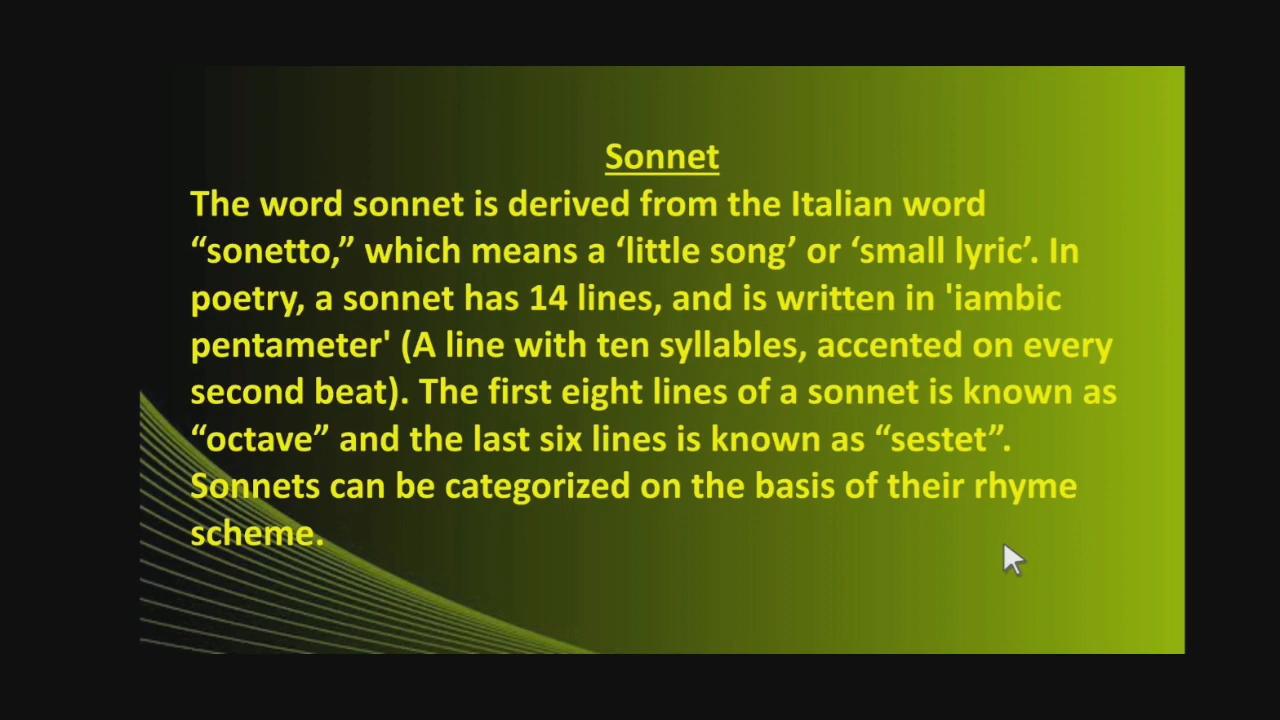 Sonnet
The word sonnet is derived from the Italian word
“sonetto,” which means a ‘little song’ or ‘small lyric’. In
poetry, a sonnet has 14 lines, and is written in 'iambic
pentameter' (A line with ten syllables, accented on every
second beat). The first eight lines of a sonnet is known as
“octave” and the last six lines is known as “sestet”.
Sonnets can be categorized on the basis of their rhyme
scheme.